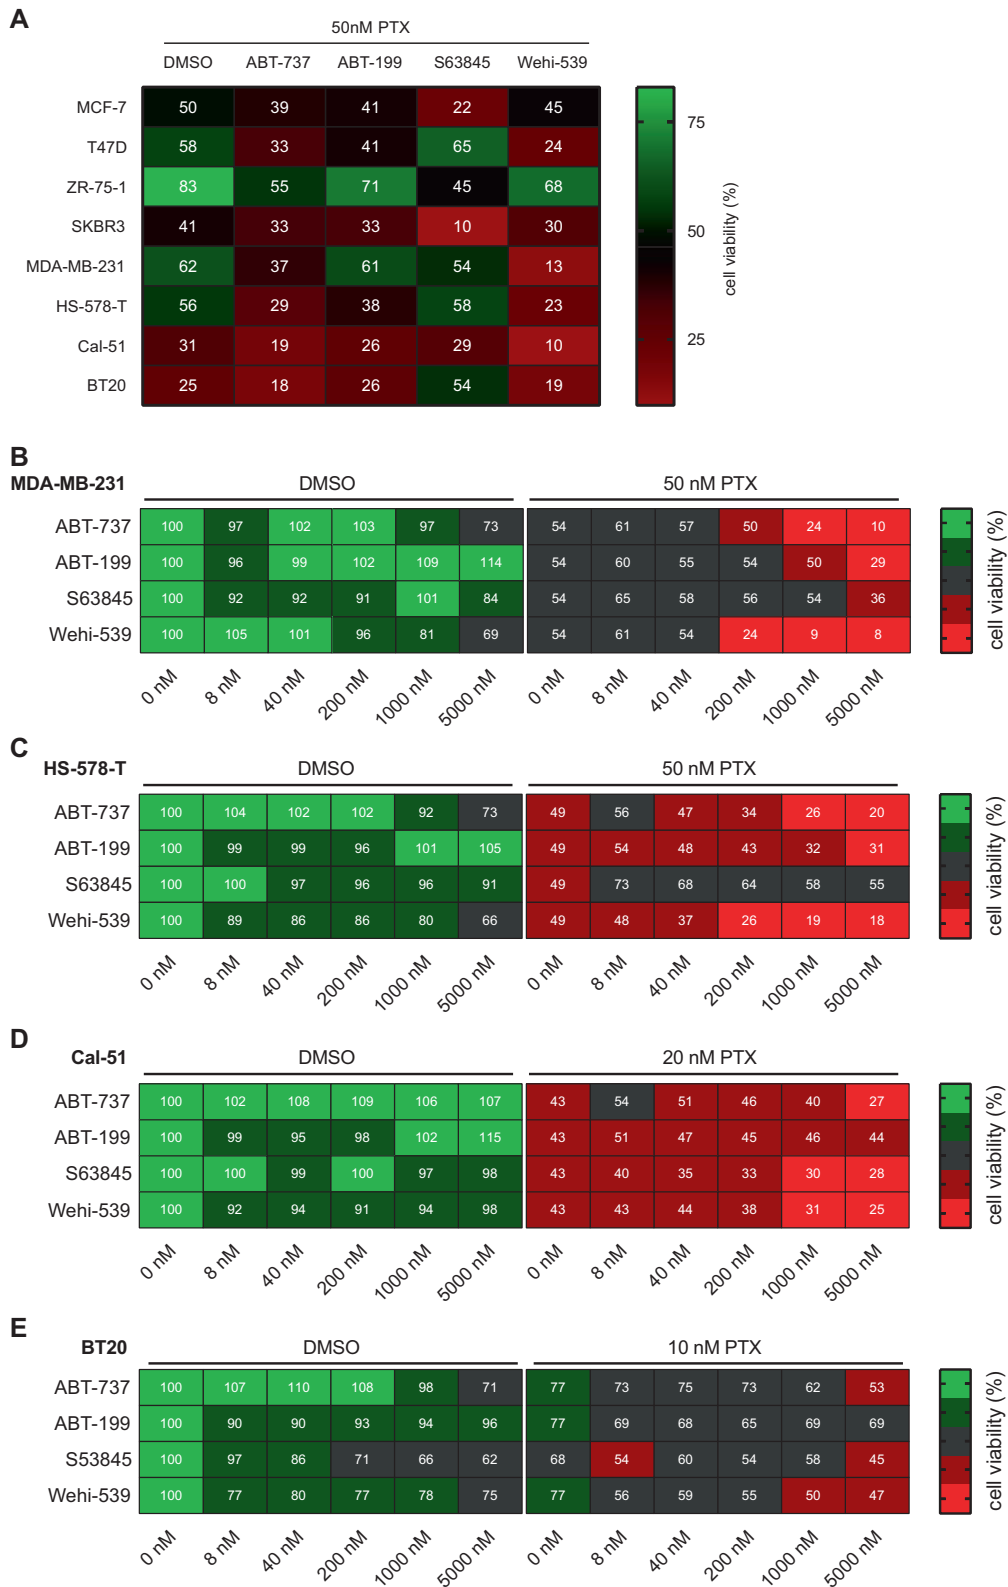 A
50nM PTX
DMSO ABT-737 ABT-199 S63845 Wehi-539
MCF-7 50 39 41 22 45
T47D 58 33 41 65 24
ZR-75-1 83 55 71 45 68
SKBR3 41 33 33 10 30
MDA-MB-231 62 37 61 54 13
HS-578-T 56 29 38 58 23
Cal-51 31 19 26 29 10
BT20 25 18 26 54 19
75
50
25
cell viability (%)
B
MDA-MB-231 DMSO 50 nM PTX
ABT-737 100 97 102 103 97 73 54 61 57 50 24 10
ABT-199 100 96 99 102 109 114 54 60 55 54 50 29
S63845 100 92 92 91 101 84 54 65 58 56 54 36
Wehi-539 100 105 101 96 81 69 54 61 54 24 9 8
0 nM 8 nM 40 nM 200 nM 1000 nM 5000 nM 0 nM 8 nM 40 nM 200 nM 1000 nM 5000 nM
cell viability (%)
C
HS-578-T DMSO 50 nM PTX
ABT-737 100 104 102 102 92 73 49 56 47 34 26 20
ABT-199 100 99 99 96 101 105 49 54 48 43 32 31
S63845 100 100 97 96 96 91 49 73 68 64 58 55
Wehi-539 100 89 86 86 80 66 49 48 37 26 19 18
0 nM 8 nM 40 nM 200 nM 1000 nM 5000 nM 0 nM 8 nM 40 nM 200 nM 1000 nM 5000 nM
cell viability (%)
D
Cal-51 DMSO 20 nM PTX
ABT-737 100 102 108 109 106 107 43 54 51 46 40 27
ABT-199 100 99 95 98 102 115 43 51 47 45 46 44
S63845 100 100 99 100 97 98 43 40 35 33 30 28
Wehi-539 100 92 94 91 94 98 43 43 44 38 31 25
0 nM 8 nM 40 nM 200 nM 1000 nM 5000 nM 0 nM 8 nM 40 nM 200 nM 1000 nM 5000 nM
cell viability (%)
E
BT20 DMSO 10 nM PTX
ABT-737 100 107 110 108 98 71 77 73 75 73 62 53
ABT-199 100 90 90 93 94 96 77 69 68 65 69 69
S53845 100 97 86 71 66 62 68 54 60 54 58 45
Wehi-539 100 77 80 77 78 75 77 56 59 55 50 47
0 nM 8 nM 40 nM 200 nM 1000 nM 5000 nM 0 nM 8 nM 40 nM 200 nM 1000 nM 5000 nM
cell viability (%)